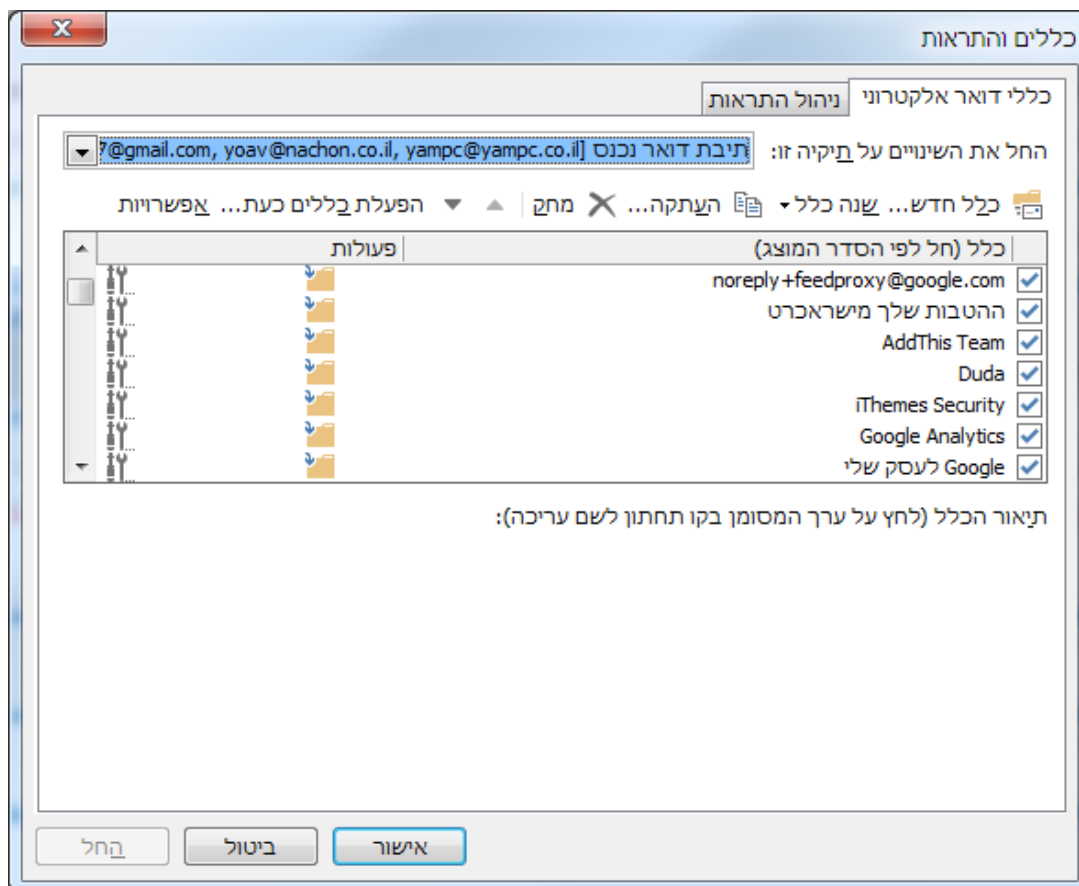 כללים והתראות
כללי דואר אלקטרוני ניהול התראות
החל את השינויים על תיקיה זו: תיבת דואר נכנס [7@gmail.com, yoav@nachon.co.il, yampc@yampc.co.il
כלל חדש... שנה כלל העתקה... מחק הפעלת כללים כעת... אפשרויות
כלל (חל לפי הסדר המוצג) פעולות
noreply+feedproxy@google.com
ההטבות שלך מישראכרט
AddThis Team
Duda
iThemes Security
Google Analytics
Google לעסק שלי
תיאור הכלל (לחץ על ערך המסומן בקו תחתון לשם עריכה):
אישור ביטול החל